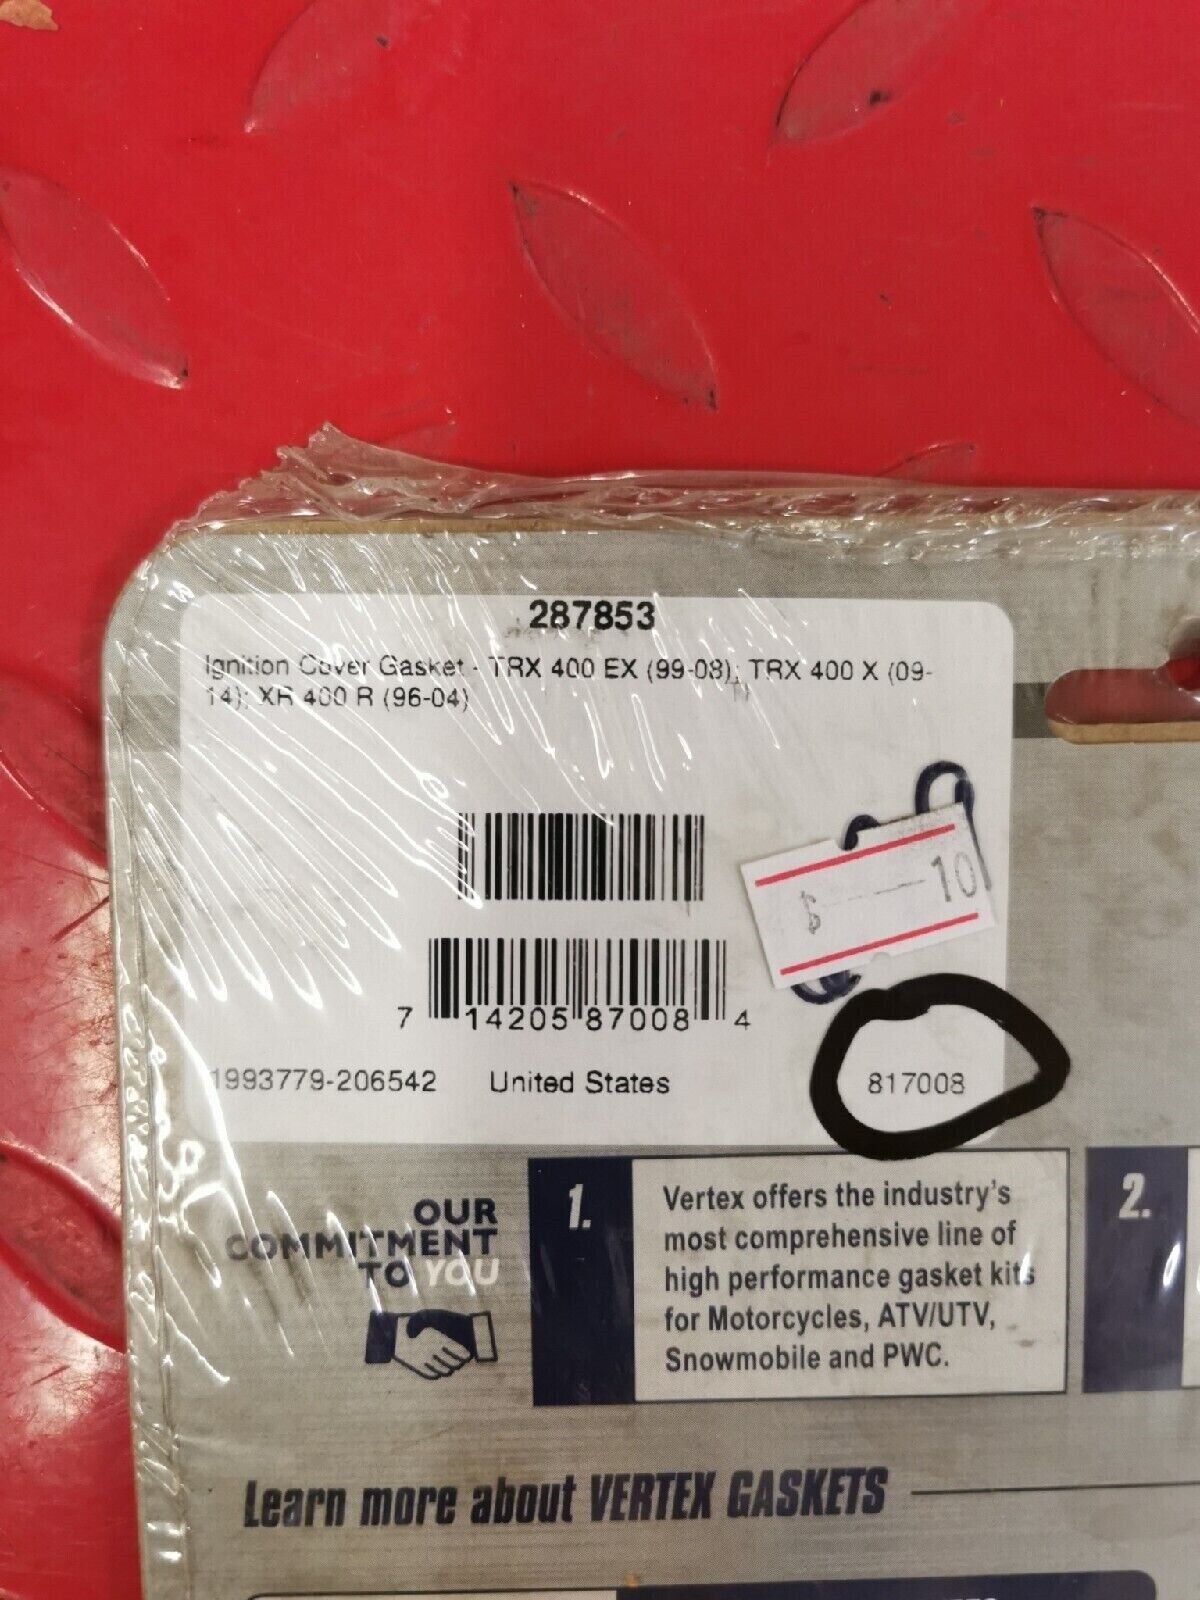 287853
Ignition Cover Gasket - TRX 400 EX (99-08); TRX 400 X (09-
14); XR 400 R (96-04)
$ 10
7 14205 87008 4
1993779-206542 United States 817008
OUR
COMMITMENT
TO YOU
1.
Vertex offers the industry's
most comprehensive line of
high performance gasket kits
for Motorcycles, ATV/UTV,
Snowmobile and PWC.
2.
Learn more about VERTEX GASKETS